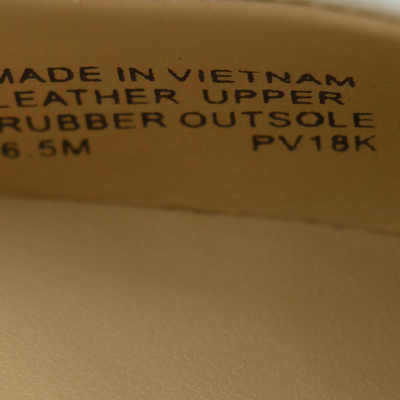 MADE IN VIETNAM
LEATHER UPPER
RUBBER OUTSOLE
6.5M PV18K